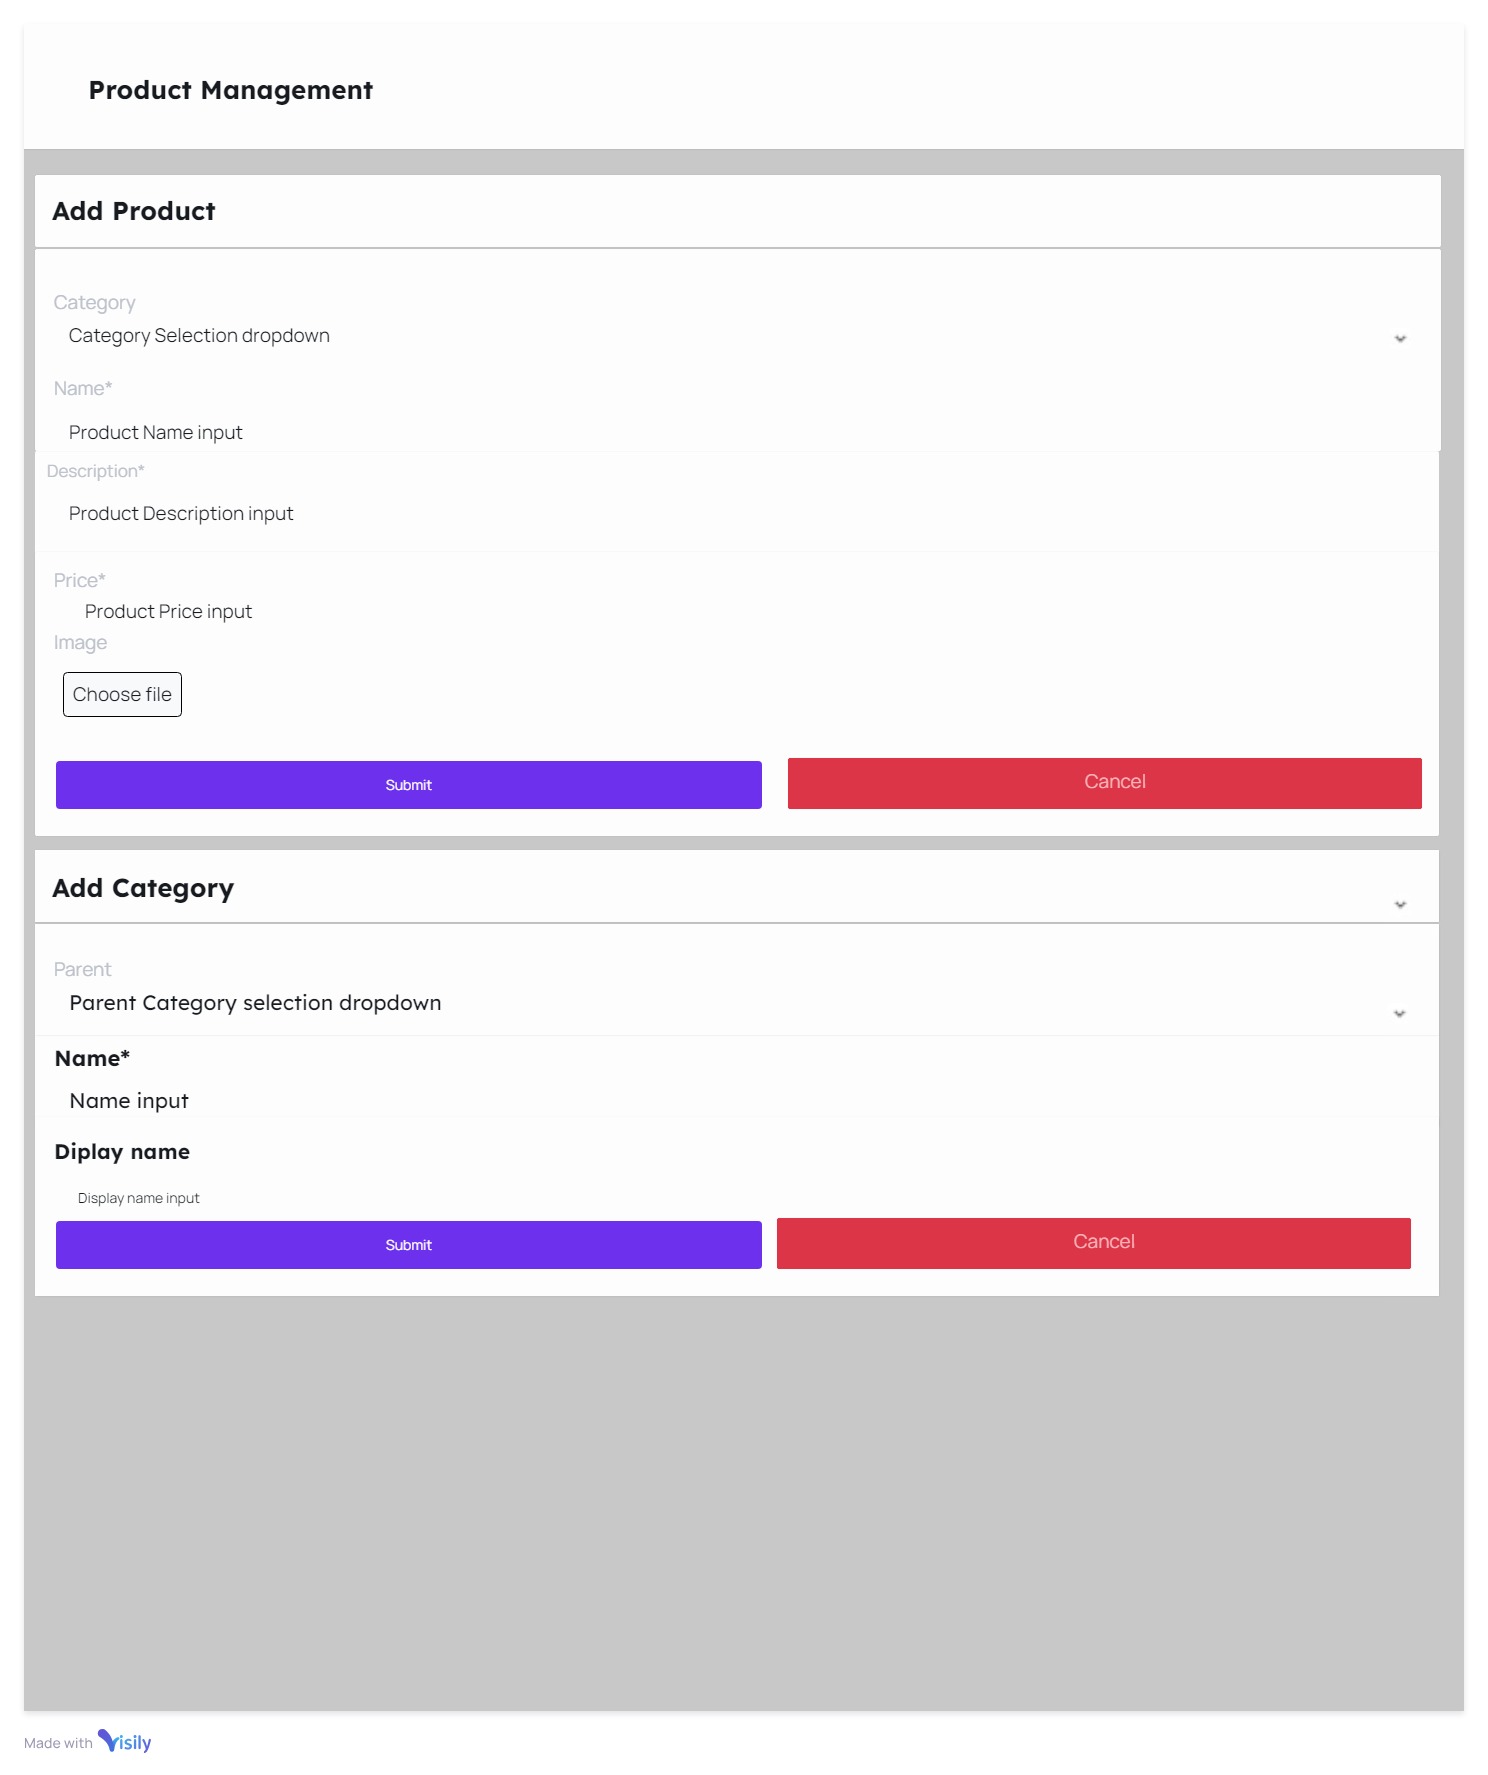 Product Management
Add Product
Category
Category Selection dropdown
Name*
Product Name input
Description*
Product Description input
Price*
Product Price input
Image
Choose file
Submit
Cancel
Add Category
Parent
Parent Category selection dropdown
Name*
Name input
Diplay name
Display name input
Submit
Cancel
Made with Visily